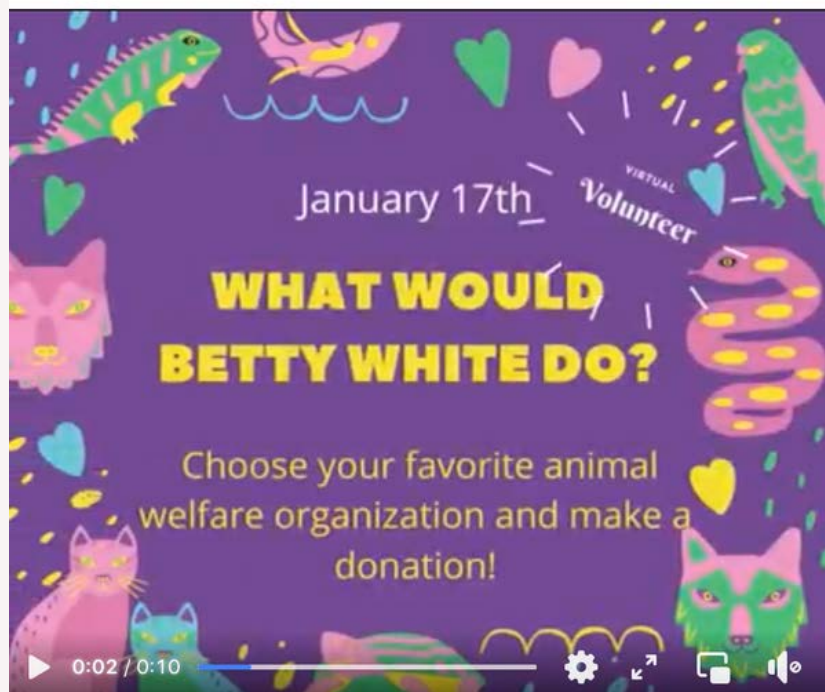 January 17th
VIRTUAL
Volunteer
WHAT WOULD
BETTY WHITE DO?
Choose your favorite animal
welfare organization and make a
donation!
0:02 / 0:10